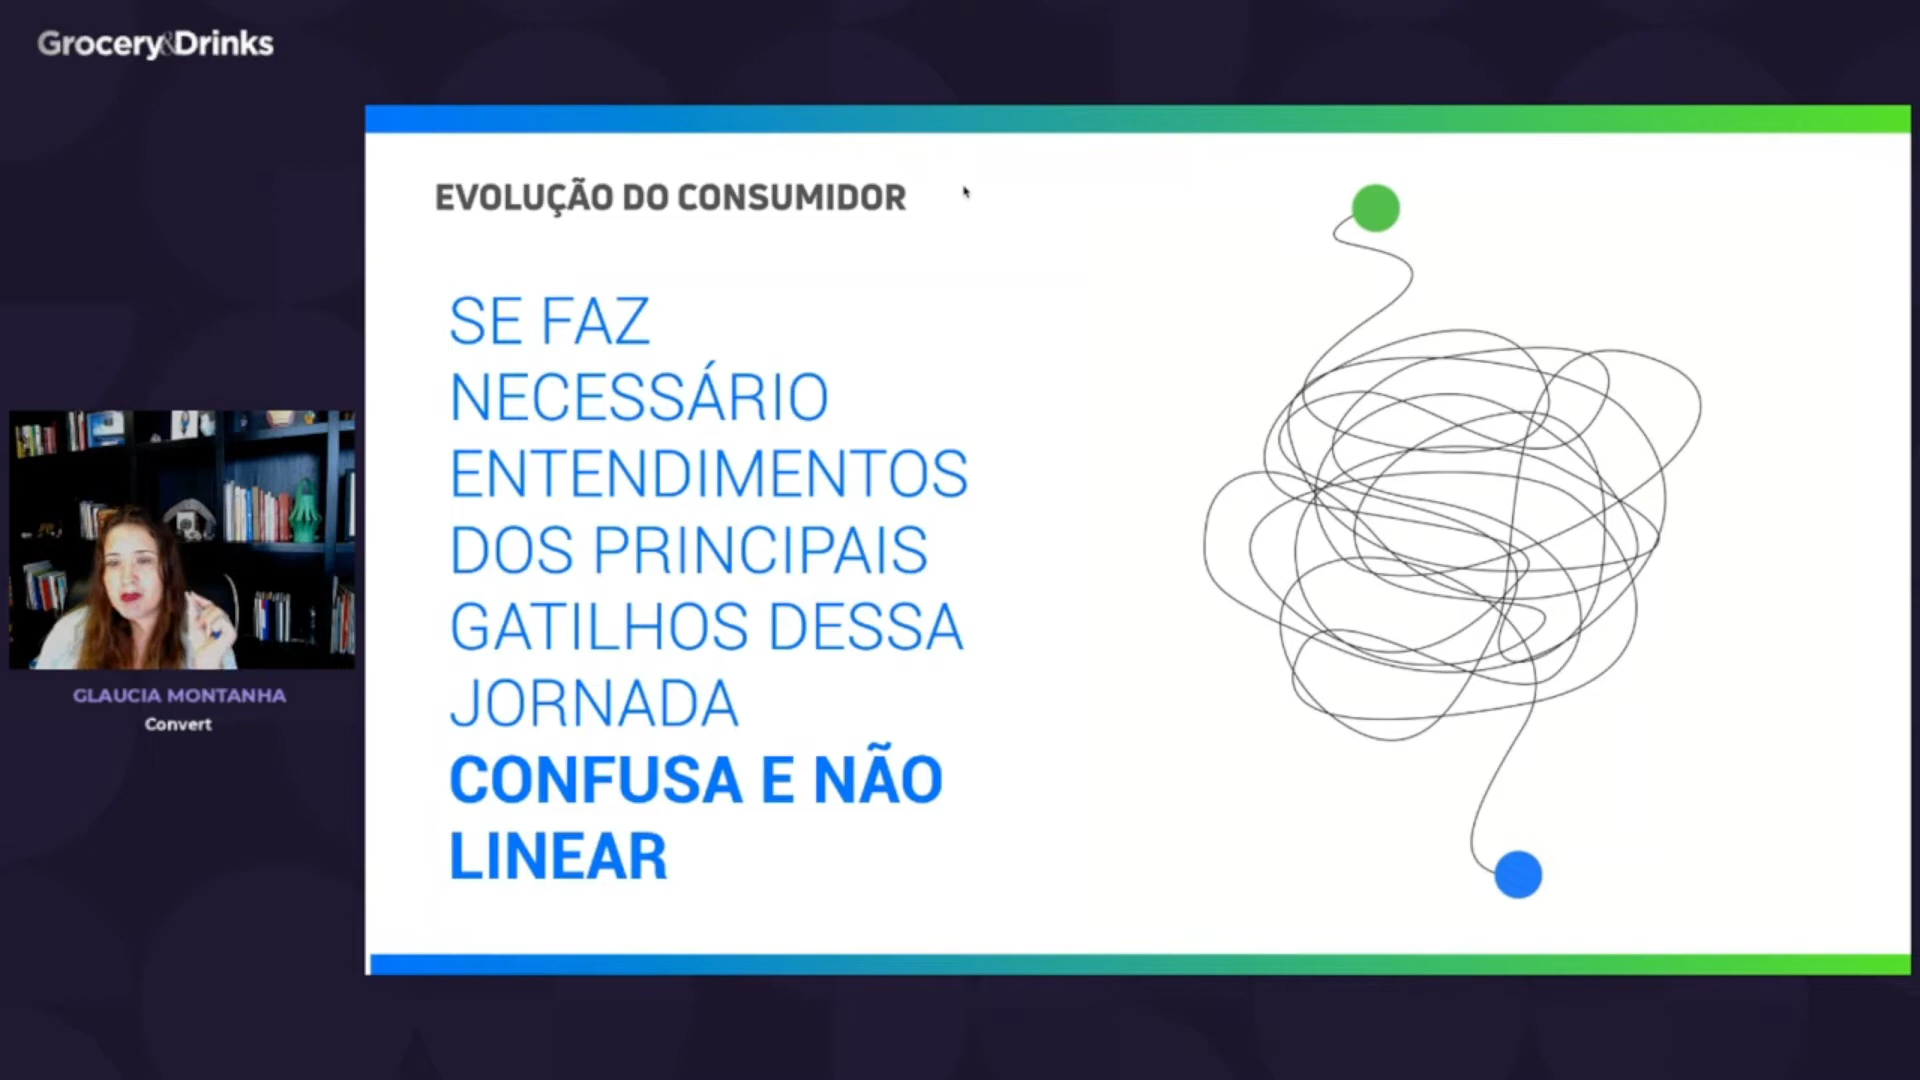 Grocery&Drinks
EVOLUÇÃO DO CONSUMIDOR
SE FAZ
NECESSÁRIO
ENTENDIMENTOS
DOS PRINCIPAIS
GATILHOS DESSA
JORNADA
CONFUSA E NÃO
LINEAR
GLAUCIA MONTANHA
Convert